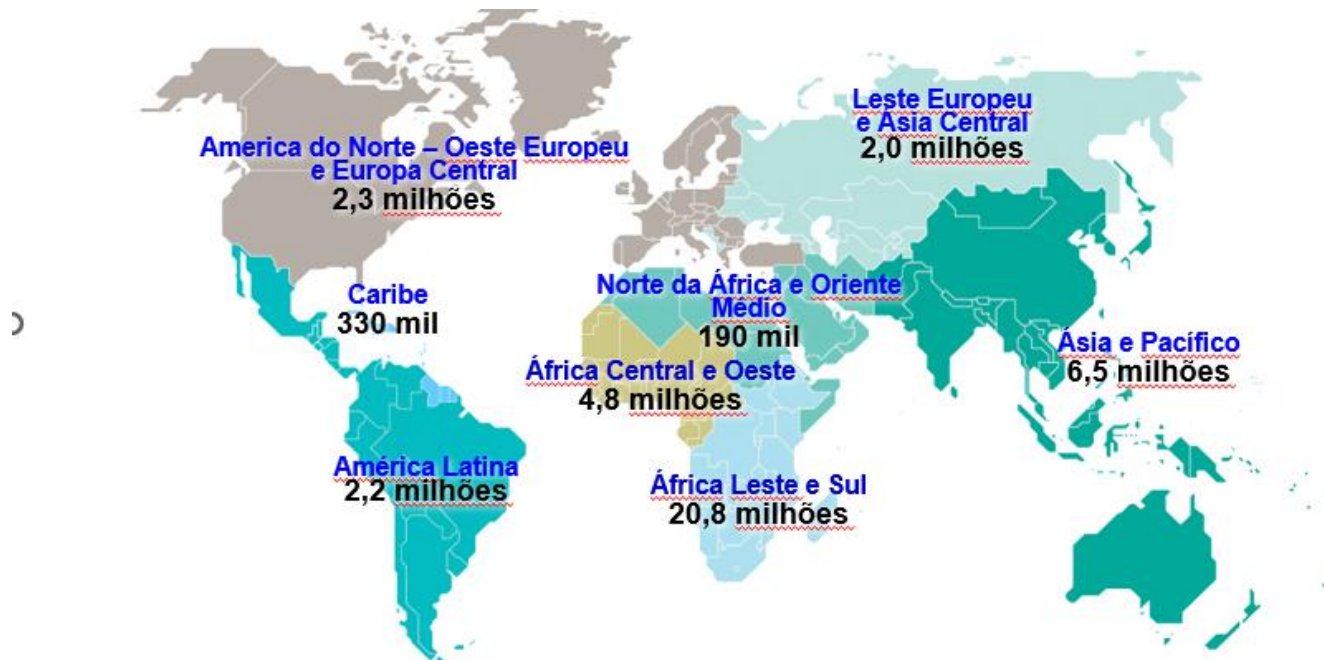 Leste Europeu
e Ásia Central
2,0 milhões
America do Norte – Oeste Europeu
e Europa Central
2,3 milhões
Norte da África e Oriente
Médio
190 mil
Caribe
330 mil
Ásia e Pacífico
6,5 milhões
África Central e Oeste
4,8 milhões
América Latina
2,2 milhões
África Leste e Sul
20,8 milhões